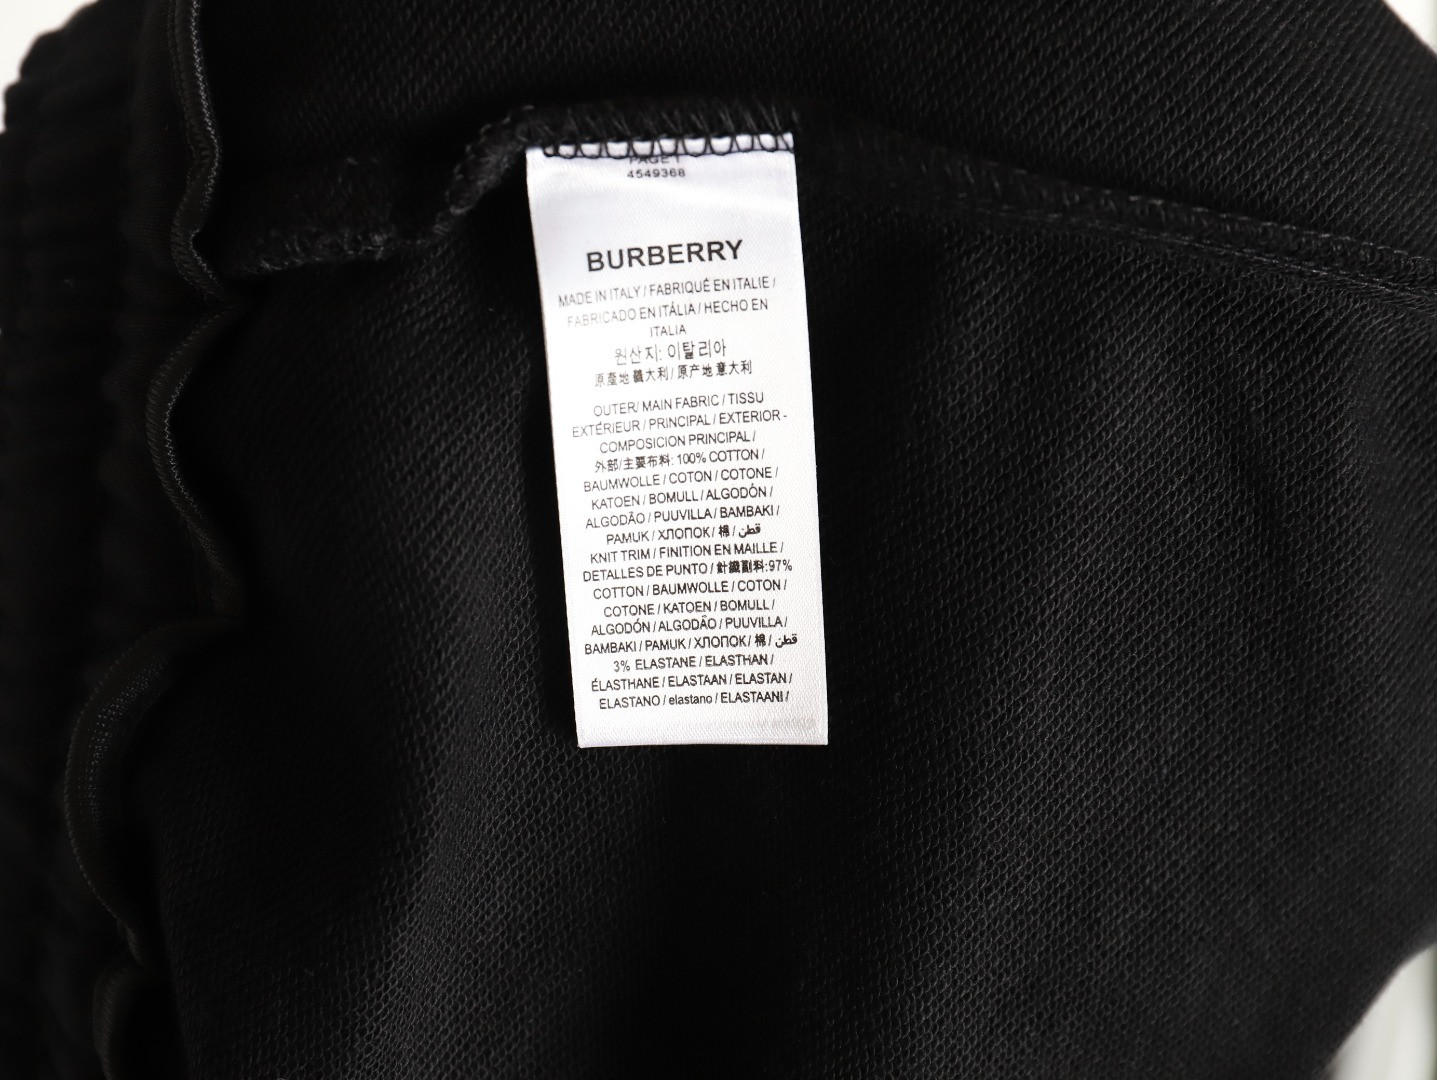 PAGE 1
4549368
BURBERRY
MADE IN ITALY / FABRIQUÉ EN ITALIE /
FABRICADO EN ITÁLIA / HECHO EN
ITALIA
원산지: 이탈리아
原產地 義大利 / 原产地 意大利
OUTER/ MAIN FABRIC / TISSU
EXTÉRIEUR / PRINCIPAL / EXTERIOR -
COMPOSICION PRINCIPAL /
外部/主要布料: 100% COTTON /
BAUMWOLLE / COTON / COTONE /
KATOEN / BOMULL / ALGODÓN /
ALGODÃO / PUUVILLA / BAMBAKI /
PAMUK / ХЛОПОК / 棉 / قطن
KNIT TRIM / FINITION EN MAILLE /
DETALLES DE PUNTO / 針織副料:97%
COTTON / BAUMWOLLE / COTON /
COTONE / KATOEN / BOMULL /
ALGODÓN / ALGODÃO / PUUVILLA /
BAMBAKI / PAMUK / ХЛОПОК / 棉 / قطن
3% ELASTANE / ELASTHAN /
ÉLASTHANE / ELASTAAN / ELASTAN /
ELASTANO / elastano / ELASTAANI /